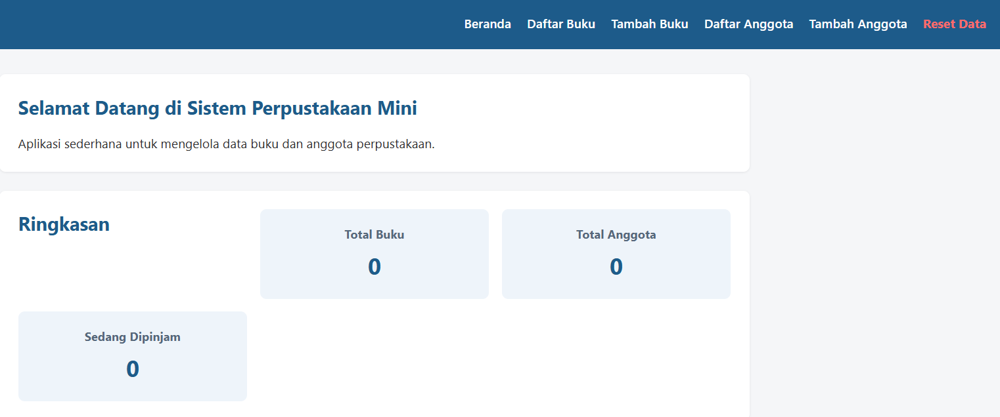 Beranda Daftar Buku Tambah Buku Daftar Anggota Tambah Anggota Reset Data
Selamat Datang di Sistem Perpustakaan Mini
Aplikasi sederhana untuk mengelola data buku dan anggota perpustakaan.
Ringkasan
Total Buku
0
Total Anggota
0
Sedang Dipinjam
0